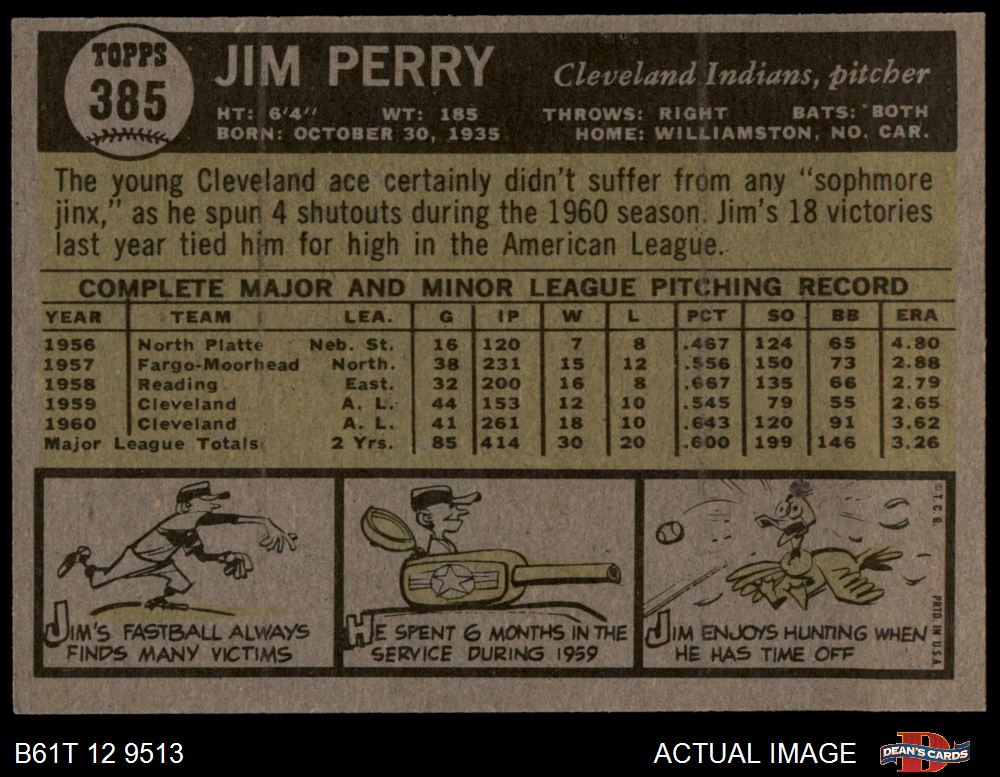 TOPPS
385
JIM PERRY
Cleveland Indians, pitcher
HT: 6'4" WT: 185 THROWS: RIGHT BATS: BOTH
BORN: OCTOBER 30, 1935 HOME: WILLIAMSTON, NO. CAR.
The young Cleveland ace certainly didn't suffer from any "sophmore
jinx," as he spun 4 shutouts during the 1960 season. Jim's 18 victories
last year tied him for high in the American League.
COMPLETE MAJOR AND MINOR LEAGUE PITCHING RECORD
YEAR TEAM LEA. G IP W L PCT SO BB ERA
1956 North Platte Neb. St. 16 120 7 8 .467 124 65 4.80
1957 Fargo-Moorhead North. 38 231 15 12 .556 150 73 2.88
1958 Reading East. 32 200 16 8 .667 135 66 2.79
1959 Cleveland A. L. 44 153 12 10 .545 79 55 2.65
1960 Cleveland A. L. 41 261 18 10 .643 120 91 3.62
Major League Totals 2 Yrs. 85 414 30 20 .600 199 146 3.26
JIM'S FASTBALL ALWAYS
FINDS MANY VICTIMS
HE SPENT 6 MONTHS IN THE
SERVICE DURING 1959
JIM ENJOYS HUNTING WHEN
HE HAS TIME OFF
© T. C. G. PRTD. IN U.S.A.
B61T 12 9513
ACTUAL IMAGE
DEAN'S CARDS